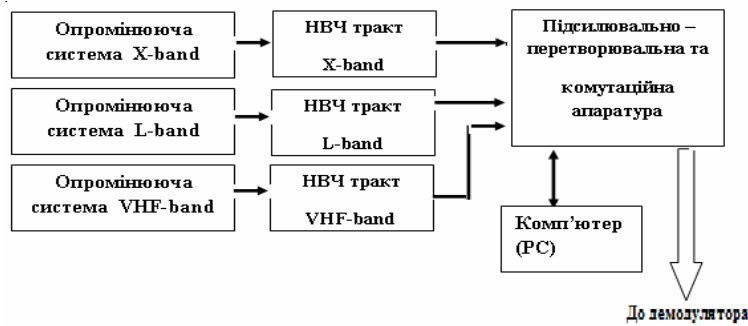 Опромінююча
система X-band
НВЧ тракт
X-band
Підсилювально –
перетворювальна та
комутаційна
апаратура
Опромінююча
система L-band
НВЧ тракт
L-band
Опромінююча
система VHF-band
НВЧ тракт
VHF-band
Комп’ютер
(PC)
До демодулятора